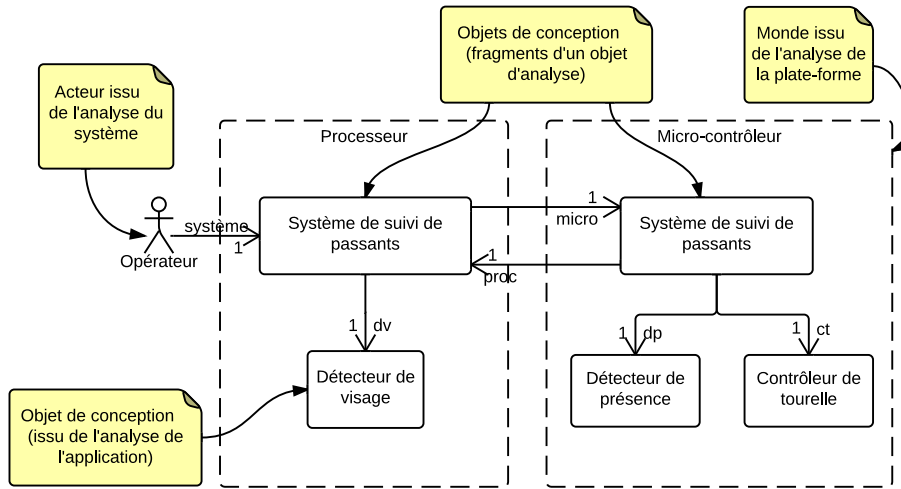 Objets de conception
(fragments d'un objet
d'analyse)
Monde issu
de l'analyse de
la plate-forme
Acteur issu
de l'analyse du
système
Processeur
Micro-contrôleur
Opérateur
système
1
Système de suivi de
passants
1
micro
1
proc
Système de suivi de
passants
1 dv
1 dp
1 ct
Détecteur de
visage
Détecteur de
présence
Contrôleur de
tourelle
Objet de conception
(issu de l'analyse de
l'application)